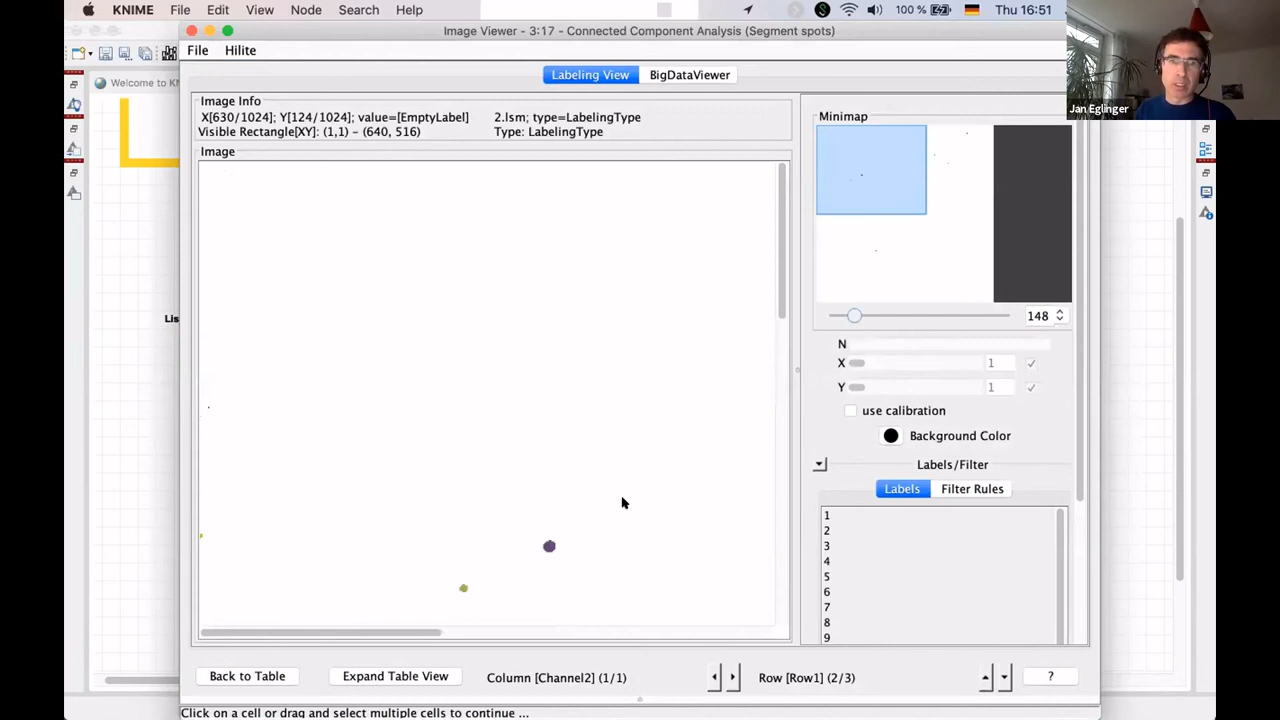 KNIME File Edit View Node Search Help 100 % Thu 16:51
Image Viewer - 3:17 - Connected Component Analysis (Segment spots)
File Hilite
Jan Eglinger
Labeling View BigDataViewer
Welcome to KN
Image Info
X[630/1024]; Y[124/1024]; value=[EmptyLabel] 2.lsm; type=LabelingType
Visible Rectangle[XY]: (1,1) – (640, 516) Type: LabelingType
Minimap
Image
148
Lis
N
X 1
Y 1
use calibration
Background Color
Labels/Filter
Labels Filter Rules
1
2
3
4
5
6
7
8
9
Back to Table Expand Table View Column [Channel2] (1/1) Row [Row1] (2/3) ?
Click on a cell or drag and select multiple cells to continue ...